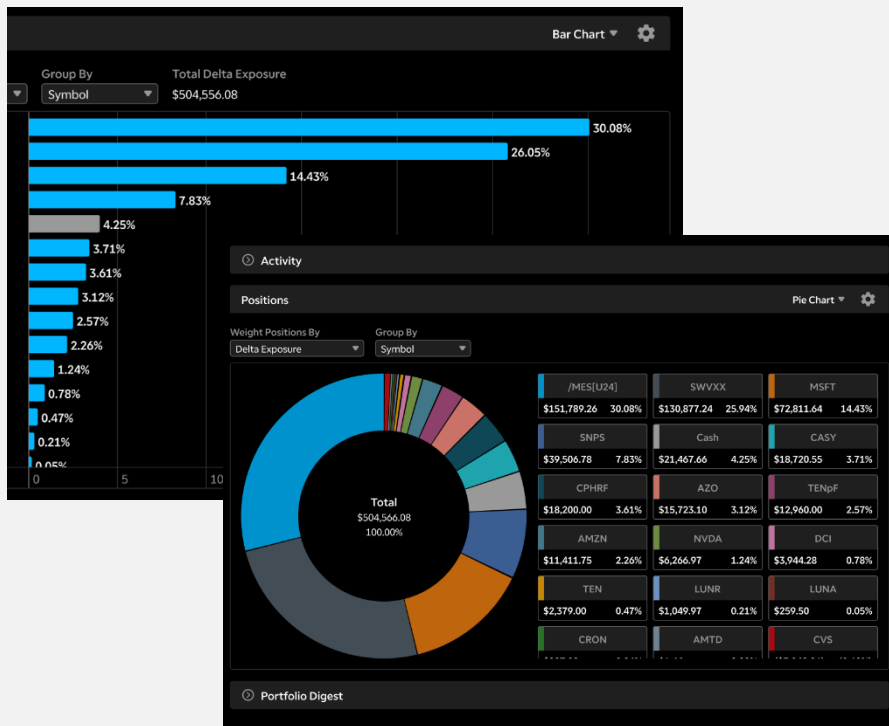 Bar Chart
Group By Total Delta Exposure
Symbol $504,556.08
30.08%
26.05%
14.43%
7.83%
4.25%
3.71%
3.61%
3.12%
2.57%
2.26%
1.24%
0.78%
0.47%
0.21%
0.05%
0 5 10
Activity
Positions Pie Chart
Weight Positions By Group By
Delta Exposure Symbol
Total
$504,566.08
100.00%
/MES[U24] SWVXX MSFT
$151,789.26 30.08% $130,877.24 25.94% $72,811.64 14.43%
SNPS Cash CASY
$39,506.78 7.83% $21,467.66 4.25% $18,720.55 3.71%
CPHRF AZO TENpF
$18,200.00 3.61% $15,723.10 3.12% $12,960.00 2.57%
AMZN NVDA DCI
$11,411.75 2.26% $6,266.97 1.24% $3,944.28 0.78%
TEN LUNR LUNA
$2,379.00 0.47% $1,049.97 0.21% $259.50 0.05%
CRON AMTD CVS
Portfolio Digest